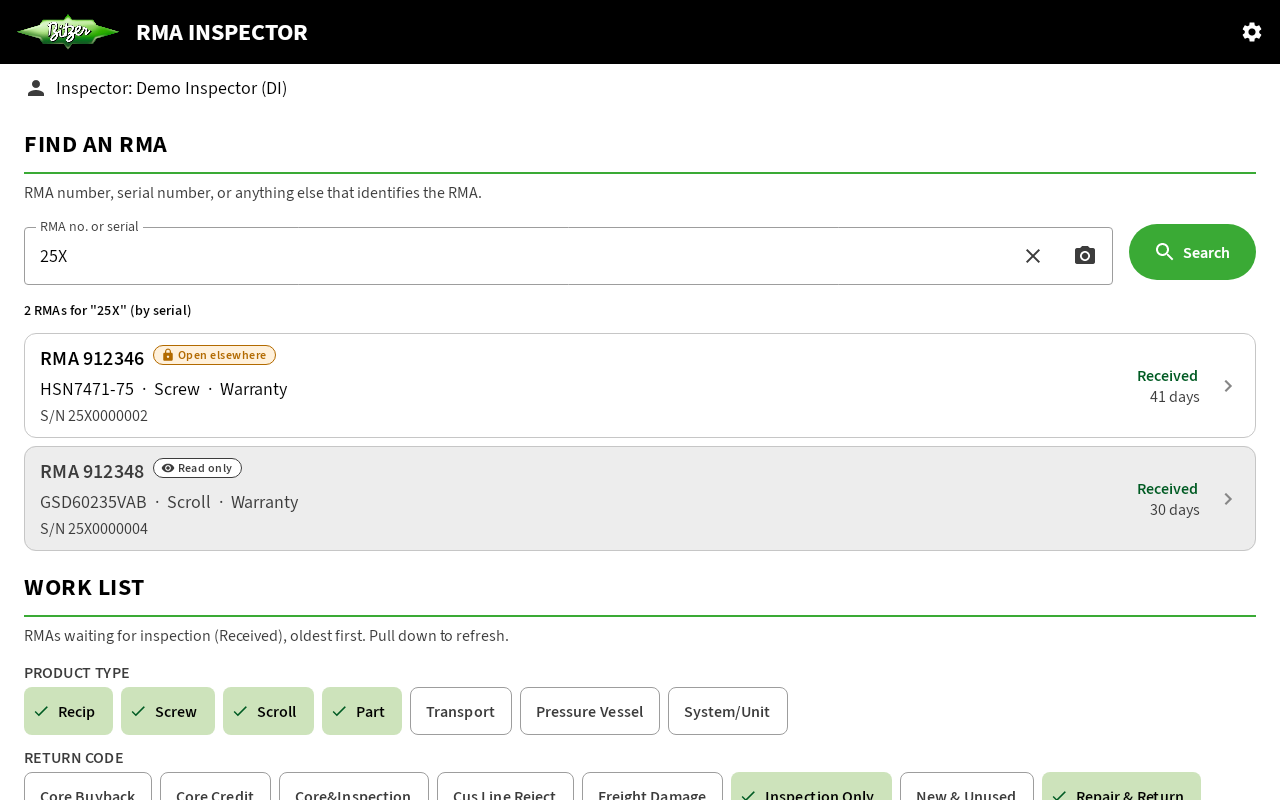 Bitzer
RMA INSPECTOR
Inspector: Demo Inspector (DI)
FIND AN RMA
RMA number, serial number, or anything else that identifies the RMA.
RMA no. or serial
25X
Search
2 RMAs for "25X" (by serial)
RMA 912346
Open elsewhere
HSN7471-75 · Screw · Warranty
S/N 25X0000002
Received
41 days
RMA 912348
Read only
GSD60235VAB · Scroll · Warranty
S/N 25X0000004
Received
30 days
WORK LIST
RMAs waiting for inspection (Received), oldest first. Pull down to refresh.
PRODUCT TYPE
Recip
Screw
Scroll
Part
Transport
Pressure Vessel
System/Unit
RETURN CODE
Core Buyback
Core Credit
Core&Inspection
Cus Line Reject
Freight Damage
Inspection Only
New & Unused
Repair & Return